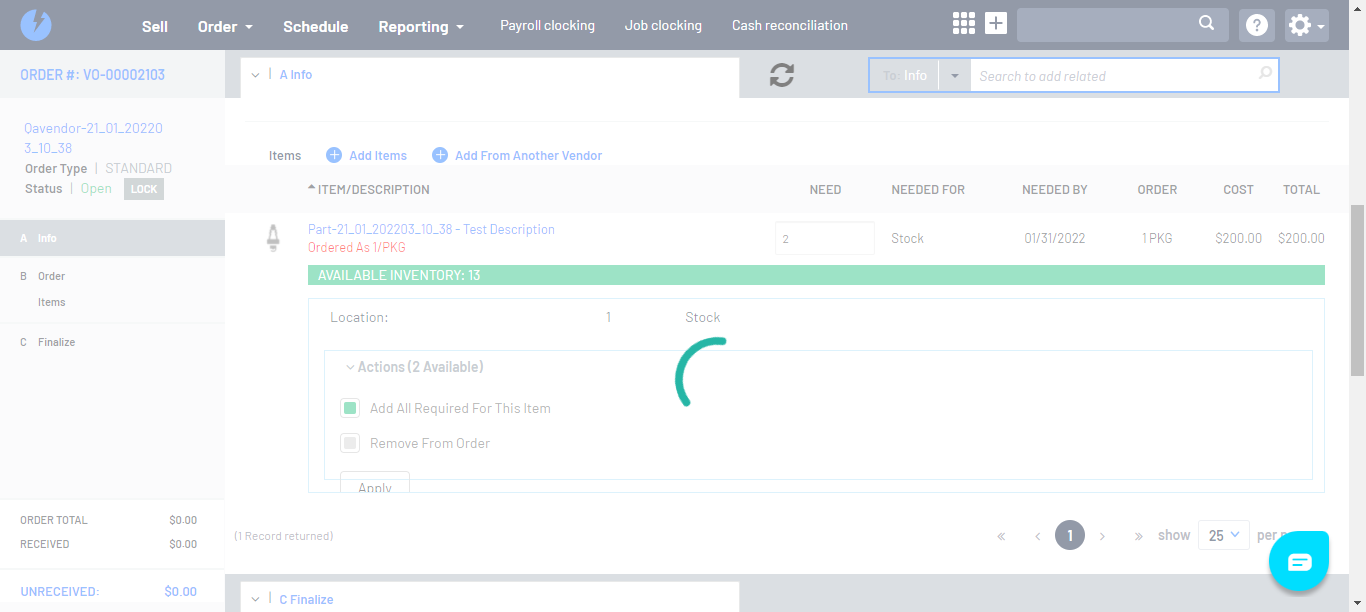 Sell
Order
Schedule
Reporting
Payroll clocking
Job clocking
Cash reconciliation
ORDER #: VO-00002103
A Info
To: Info
Search to add related
Qavendor-21_01_20220
3_10_38
Order Type | STANDARD
Status | Open LOCK
A Info
B Order
Items
C Finalize
ORDER TOTAL $0.00
RECEIVED $0.00
UNRECEIVED: $0.00
Items Add Items Add From Another Vendor
ITEM/DESCRIPTION NEED NEEDED FOR NEEDED BY ORDER COST TOTAL
Part-21_01_202203_10_38 - Test Description
Ordered As 1/PKG
2 Stock 01/31/2022 1 PKG $200.00 $200.00
AVAILABLE INVENTORY: 13
Location: 1 Stock
Actions (2 Available)
Add All Required For This Item
Remove From Order
Apply
(1 Record returned)
« ‹ 1 › » show 25 per
C Finalize